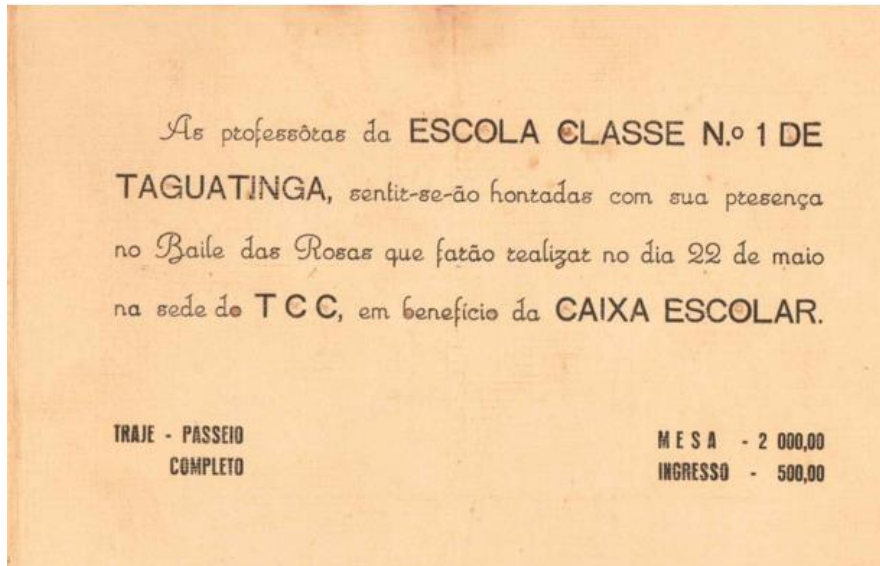 As professôras da ESCOLA CLASSE N.º 1 DE
TAGUATINGA, sentir-se-ão honradas com sua presença
no Baile das Rosas que farão realizar no dia 22 de maio
na sede do T C C, em benefício da CAIXA ESCOLAR.
TRAJE - PASSEIO
COMPLETO
MESA - 2 000,00
INGRESSO - 500,00